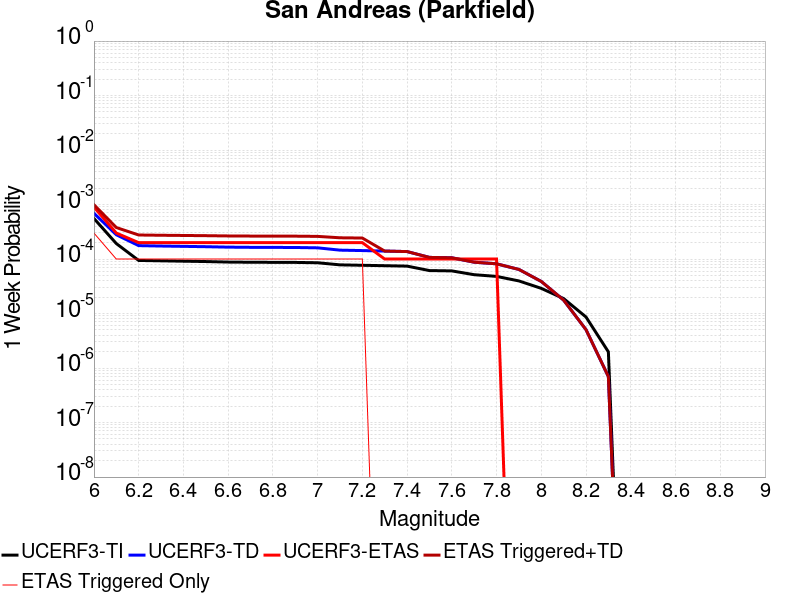 San Andreas (Parkfield)
10^0
10^-1
10^-2
10^-3
10^-4
10^-5
10^-6
10^-7
10^-8
1 Week Probability
6 6.2 6.4 6.6 6.8 7 7.2 7.4 7.6 7.8 8 8.2 8.4 8.6 8.8 9
Magnitude
UCERF3-TI UCERF3-TD UCERF3-ETAS ETAS Triggered+TD
ETAS Triggered Only